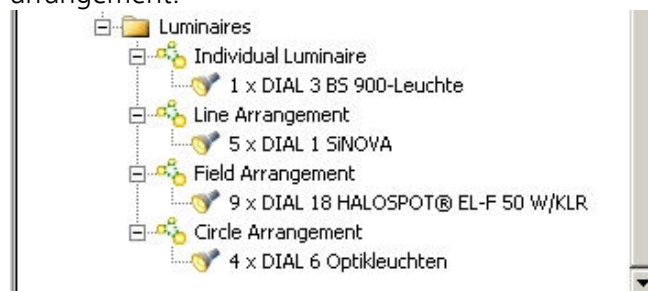 arrangement.
Luminaires
Individual Luminaire
1 x DIAL 3 BS 900-Leuchte
Line Arrangement
5 x DIAL 1 SiNOVA
Field Arrangement
9 x DIAL 18 HALOSPOT® EL-F 50 W/KLR
Circle Arrangement
4 x DIAL 6 Optikleuchten